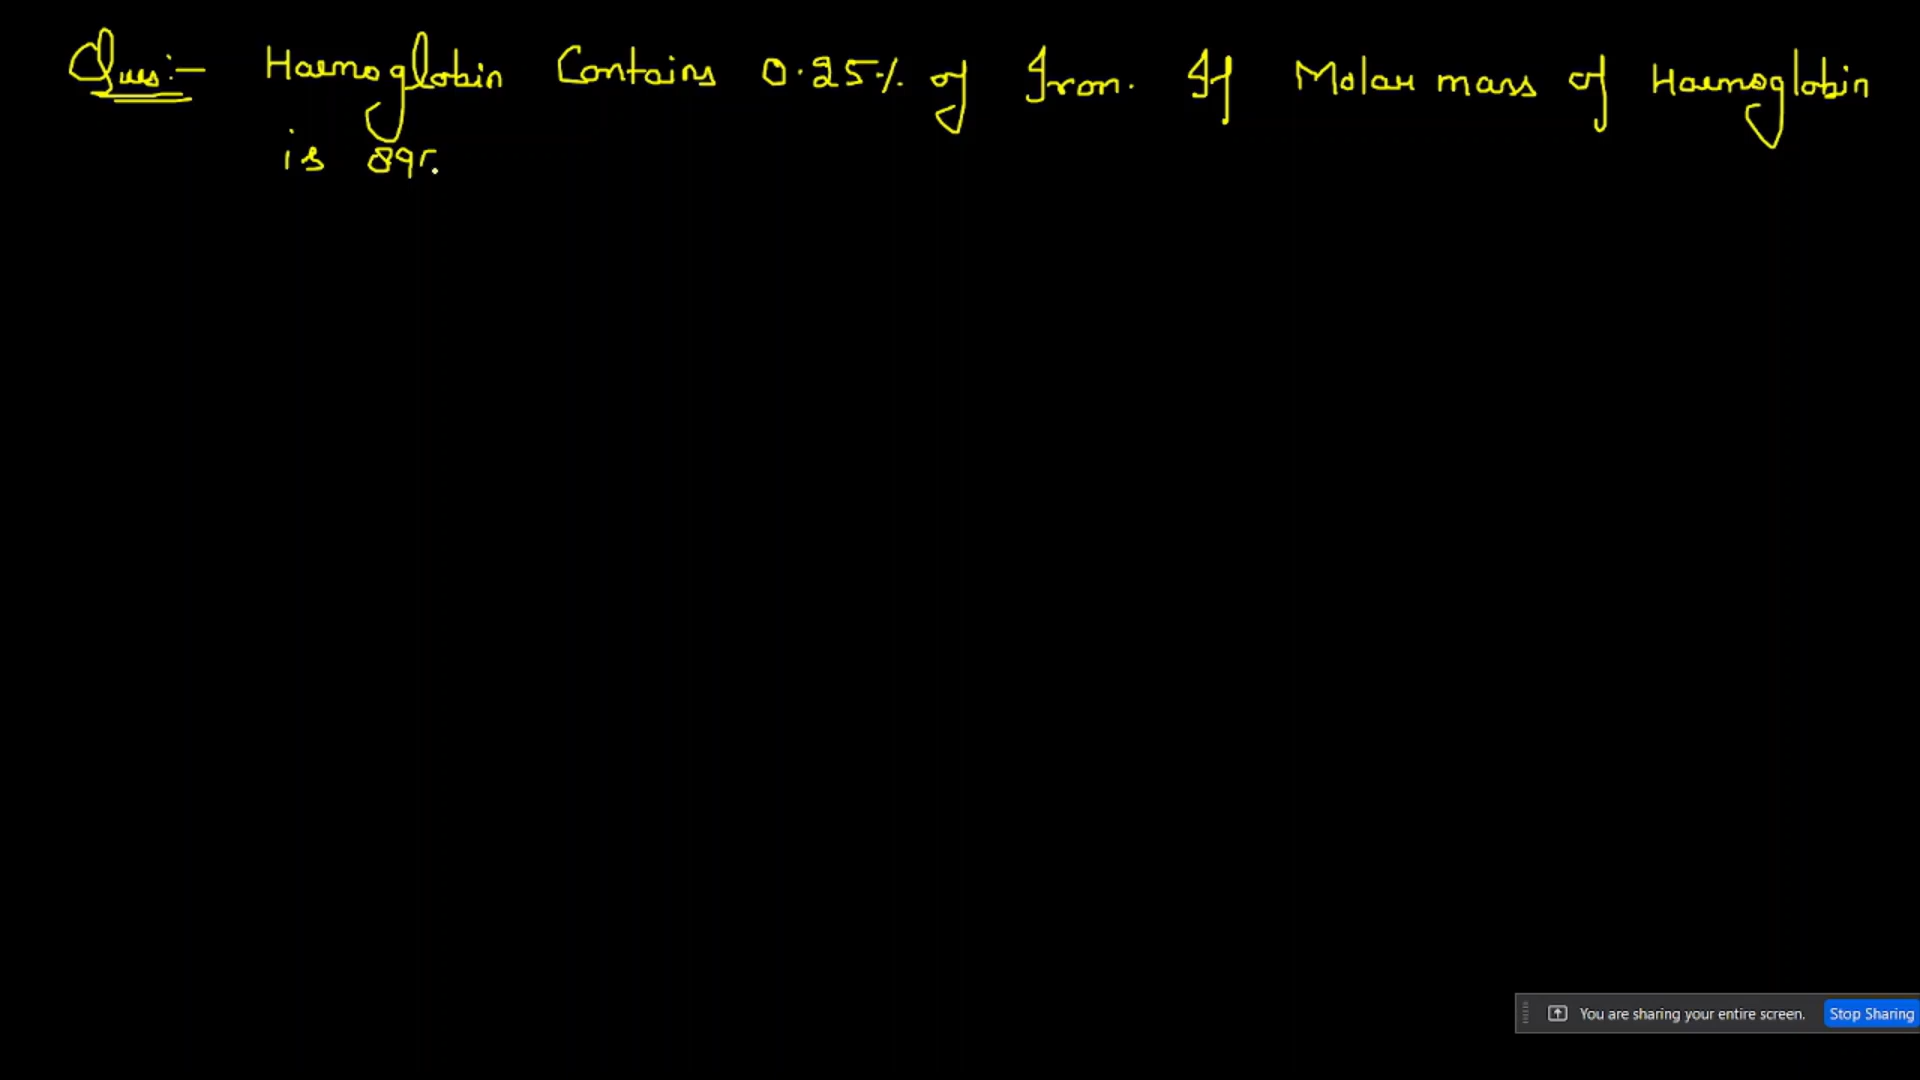 Ques:- Haemoglobin Contains 0.25% of Iron. If Molar mass of Haemoglobin
is 89
You are sharing your entire screen. Stop Sharing